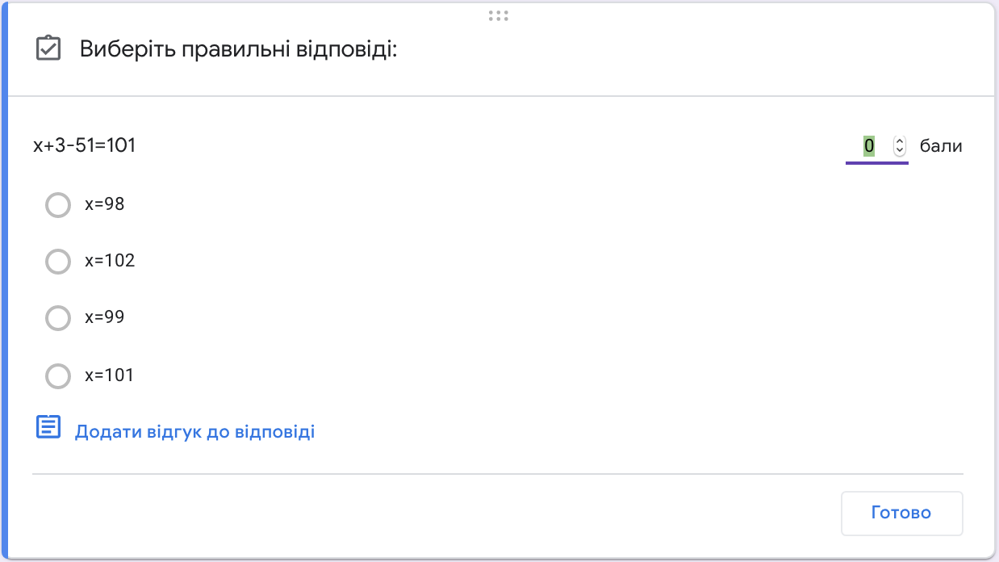 Виберіть правильні відповіді:
x+3-51=101
0 бали
x=98
x=102
x=99
x=101
Додати відгук до відповіді
Готово